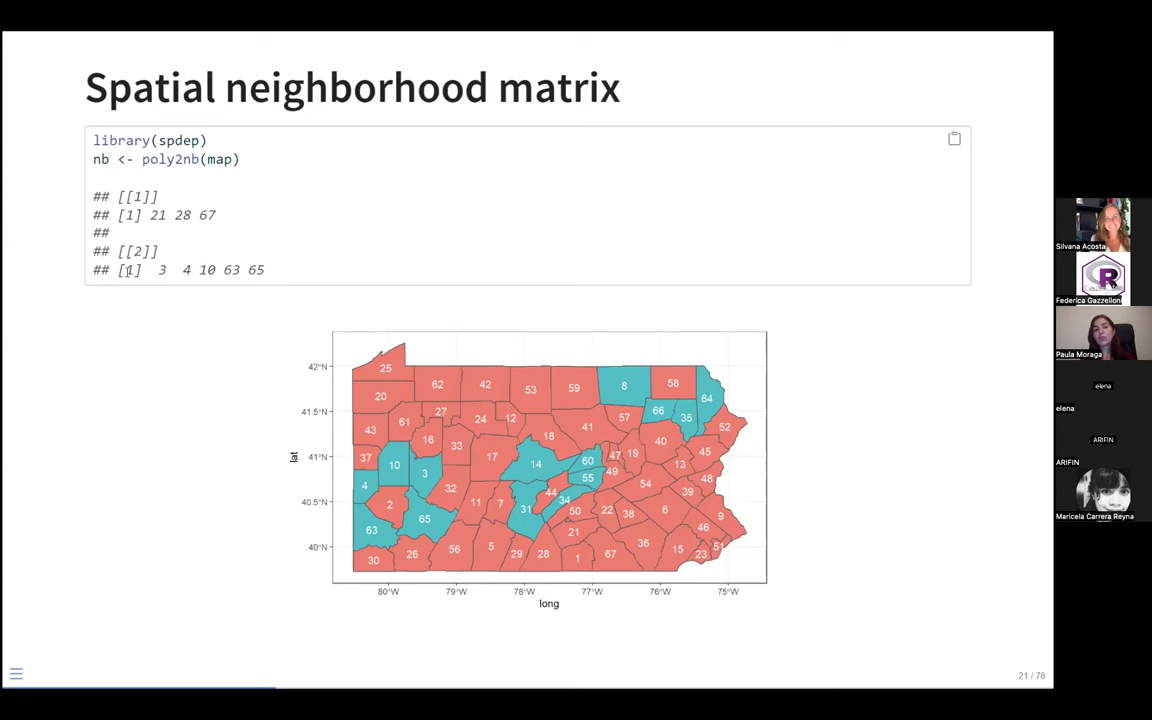 Spatial neighborhood matrix
library(spdep)
nb <- poly2nb(map)
## [[1]]
## [1] 21 28 67
##
## [[2]]
## [1]  3  4 10 63 65
42°N
41.5°N
41°N
40.5°N
40°N
lat
25
62
42
53
59
8
58
64
20
27
61
24
12
57
66
35
52
43
16
33
18
41
40
45
37
10
3
17
14
60
47
19
13
4
55
49
48
2
32
11
7
44
34
54
39
63
65
31
50
22
38
6
9
46
21
36
30
26
56
5
29
28
1
67
15
23
51
80°W
79°W
78°W
77°W
76°W
75°W
long
21 / 78
Silvana Acosta
R
Federica Gazzelloni
Paula Moraga
elena
elena
ARIFIN
ARIFIN
Maricela Carrera Reyna